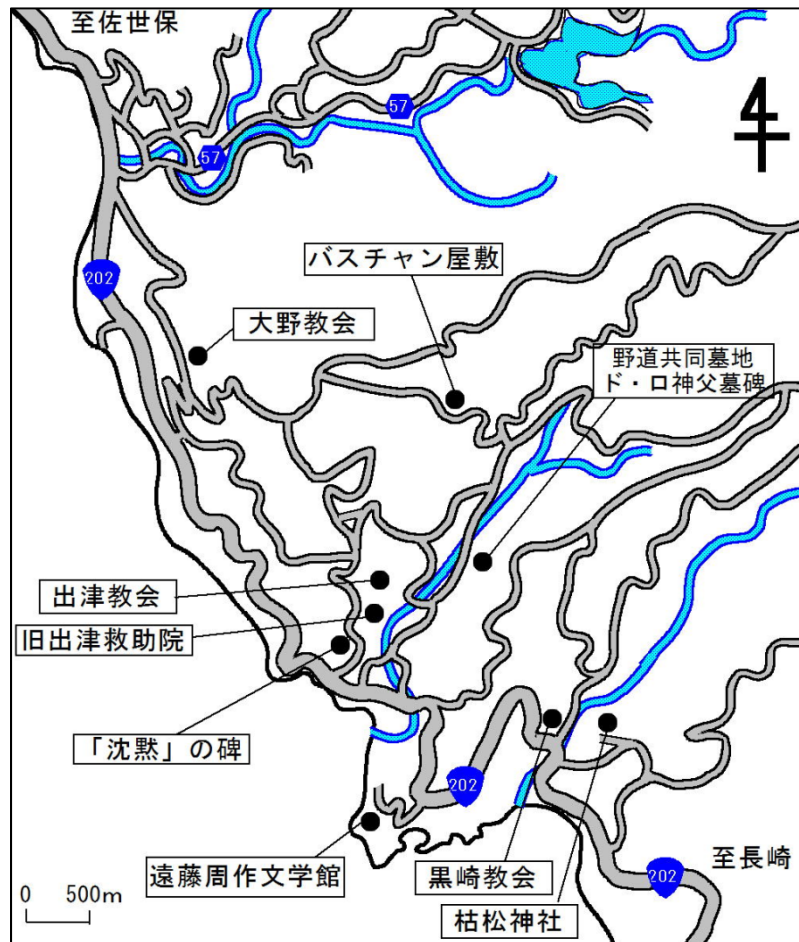 至佐世保
57
57
バスチャン屋敷
202
大野教会
野道共同墓地
ド・ロ神父墓碑
出津教会
旧出津救助院
「沈黙」の碑
202
遠藤周作文学館
黒崎教会
至長崎
202
0 500m
枯松神社